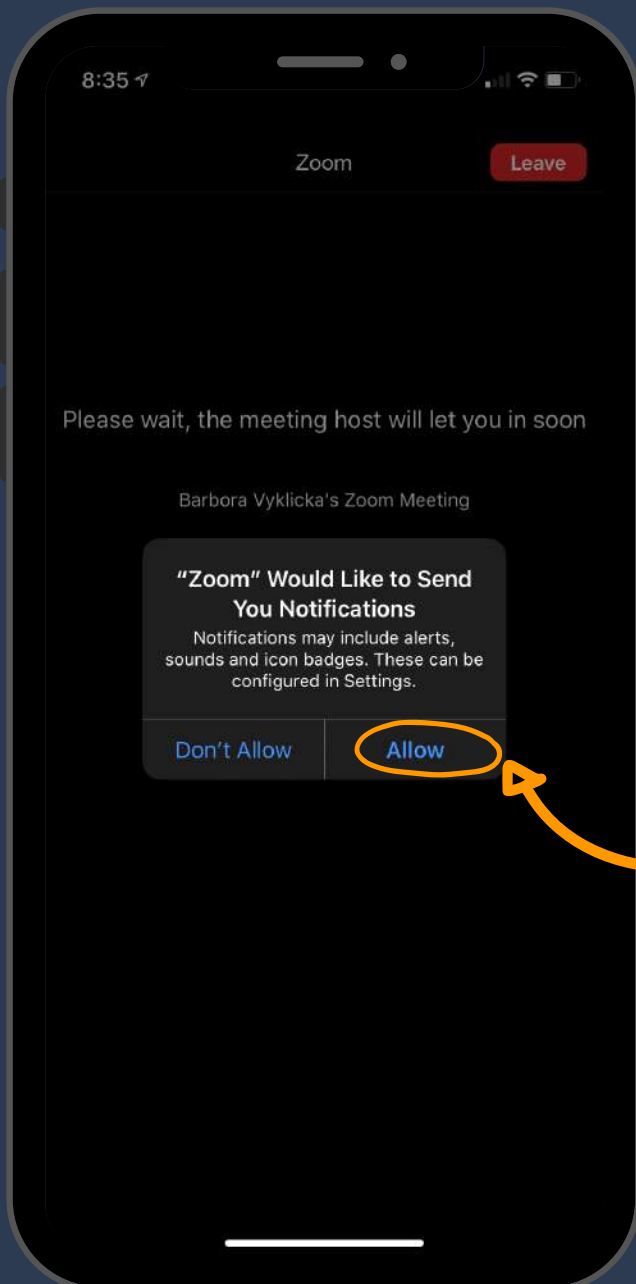 8:35
Zoom
Leave
Please wait, the meeting host will let you in soon
Barbora Vyklicka's Zoom Meeting
“Zoom” Would Like to Send
You Notifications
Notifications may include alerts,
sounds and icon badges. These can be
configured in Settings.
Don’t Allow
Allow